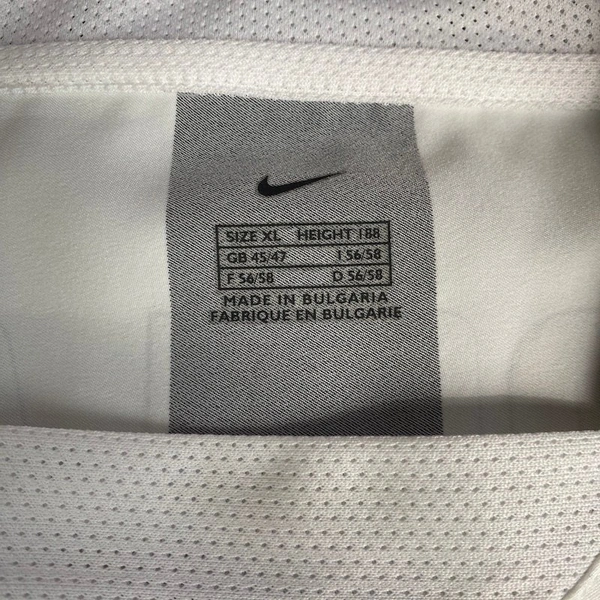 SIZE XL HEIGHT 188
GB 45/47 I 56/58
F 56/58 D 56/58
MADE IN BULGARIA
FABRIQUE EN BULGARIE